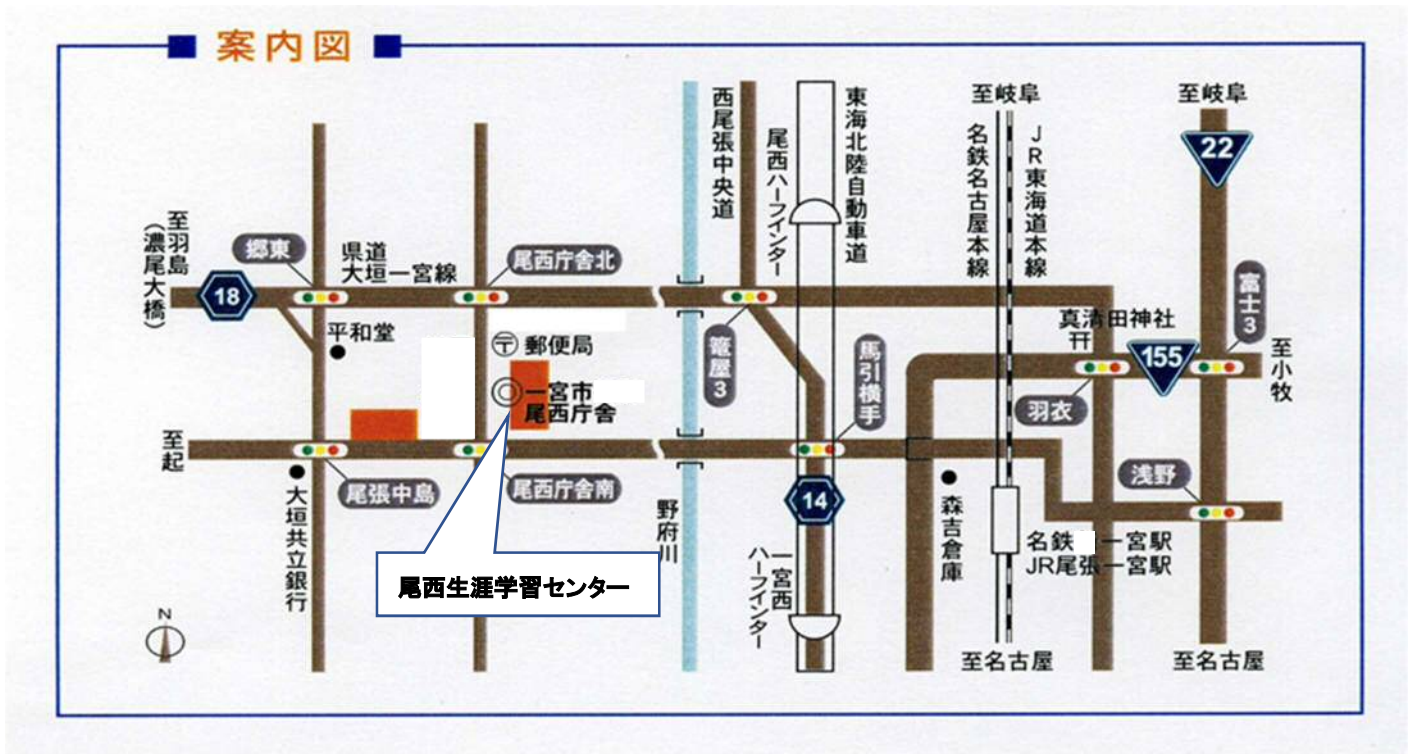 案内図
至岐阜
至岐阜
西尾張中央道
尾西ハーフインター
東海北陸自動車道
名鉄名古屋本線
JR東海道本線
22
至羽島
(濃尾大橋)
18
郷東
県道
大垣一宮線
尾西庁舎北
富士3
平和堂
〒郵便局
籠屋3
馬引横手
真清田神社
155
至小牧
一宮市
尾西庁舎
羽衣
至起
尾張中島
尾西庁舎南
大垣共立銀行
野府川
14
森吉倉庫
浅野
名鉄 一宮駅
JR尾張一宮駅
尾西生涯学習センター
一宮西
ハーフインター
N
至名古屋
至名古屋